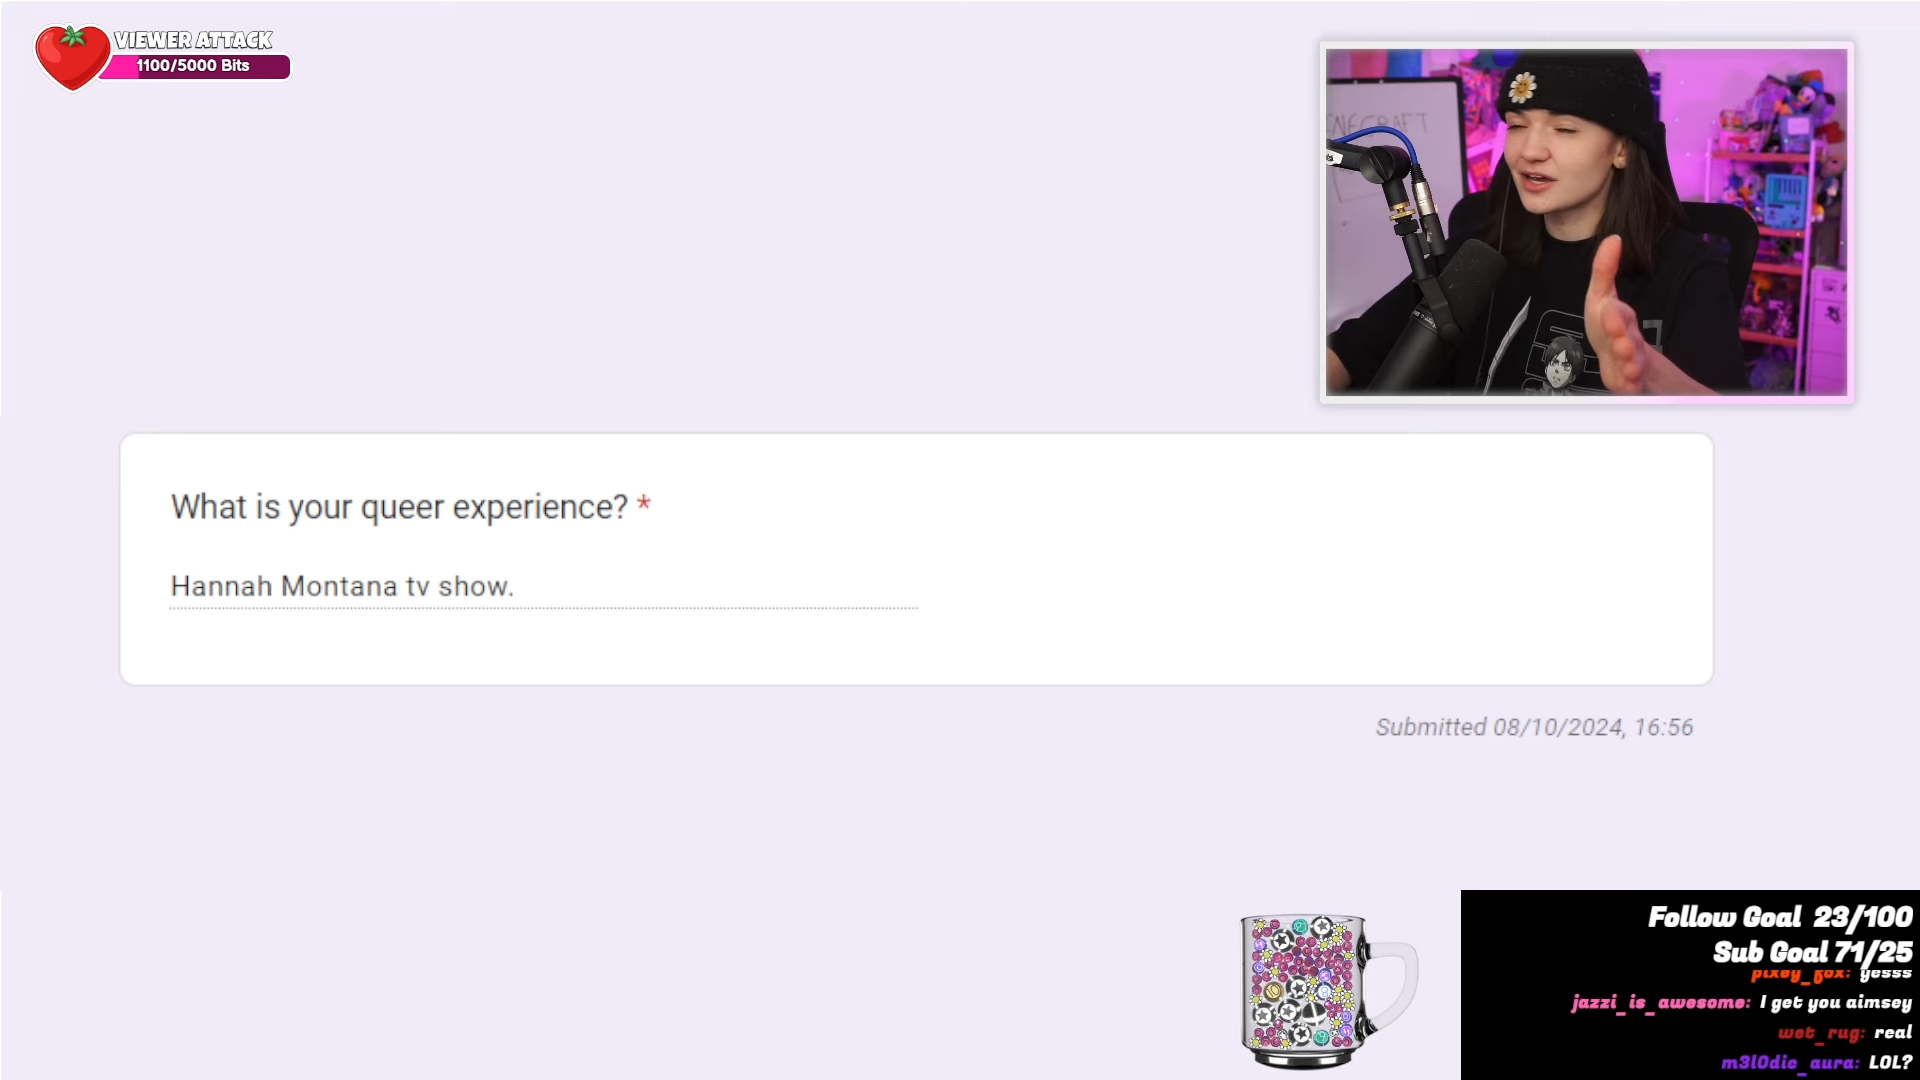 VIEWER ATTACK
1100/5000 Bits
What is your queer experience? *
Hannah Montana tv show.
Submitted 08/10/2024, 16:56
Follow Goal 23/100
Sub Goal 71/25
pixey_fox: yesss
jazzi_is_awesome: I get you aimsey
wet_rug: real
m3l0dic_aura: LOL?